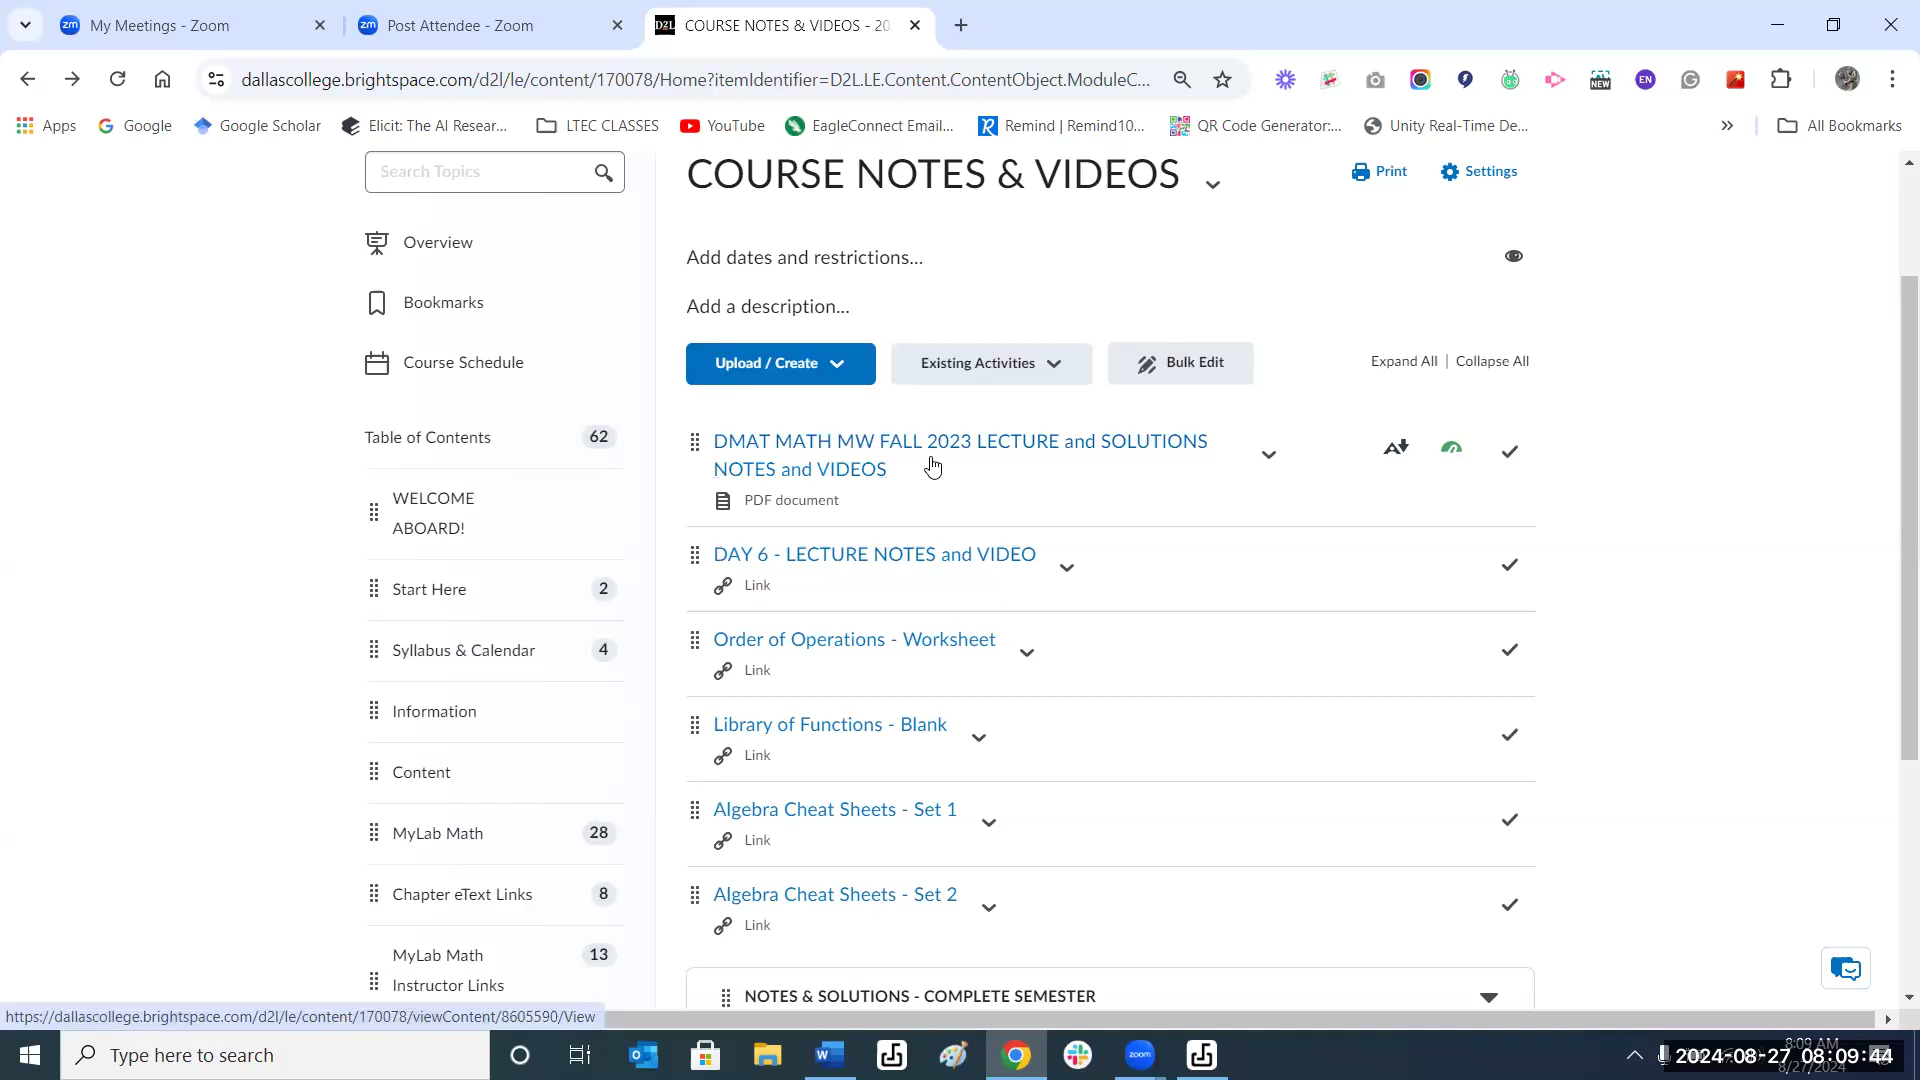 My Meetings - Zoom
Post Attendee - Zoom
D2L COURSE NOTES & VIDEOS - 20
dallascollege.brightspace.com/d2l/le/content/170078/Home?itemIdentifier=D2L.LE.Content.ContentObject.ModuleC...
Apps
Google
Google Scholar
Elicit: The AI Resear...
LTEC CLASSES
YouTube
EagleConnect Email...
Remind | Remind10...
QR Code Generator:...
Unity Real-Time De...
All Bookmarks
Search Topics
COURSE NOTES & VIDEOS
Print
Settings
Overview
Bookmarks
Course Schedule
Table of Contents 62
WELCOME
ABOARD!
Start Here 2
Syllabus & Calendar 4
Information
Content
MyLab Math 28
Chapter eText Links 8
MyLab Math 13
Instructor Links
Add dates and restrictions...
Add a description...
Upload / Create
Existing Activities
Bulk Edit
Expand All | Collapse All
DMAT MATH MW FALL 2023 LECTURE and SOLUTIONS
NOTES and VIDEOS
PDF document
DAY 6 - LECTURE NOTES and VIDEO
Link
Order of Operations - Worksheet
Link
Library of Functions - Blank
Link
Algebra Cheat Sheets - Set 1
Link
Algebra Cheat Sheets - Set 2
Link
NOTES & SOLUTIONS - COMPLETE SEMESTER
https://dallascollege.brightspace.com/d2l/le/content/170078/viewContent/8605590/View
Type here to search
8:09 AM
2024-08-27 08:09:44
8/27/2024